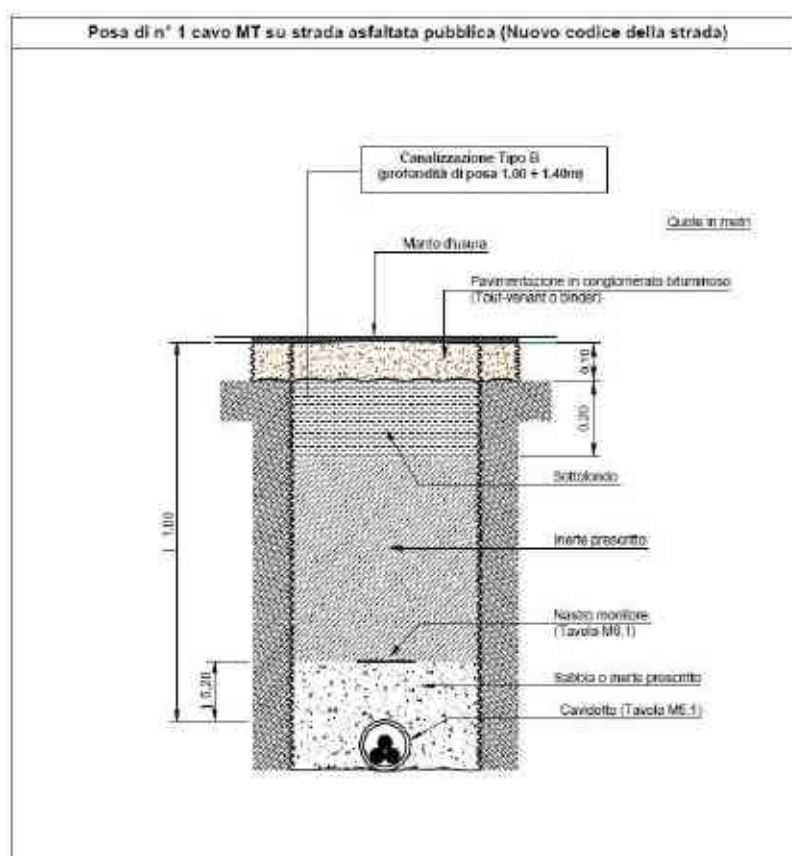 Posa di n° 1 cavo MT su strada asfaltata pubblica (Nuovo codice della strada)
Canalizzazione Tipo B
(profondità di posa 1,00 ÷ 1,40m)
Quote in metri
Manto d'usura
Pavimentazione in conglomerato bituminoso
(Tout-venant o binder)
0,10
0,20
Sottofondo
1,00
Inerte prescritto
Nastro monitore
(Tavola M6.1)
0,20
Sabbia o inerte prescritto
Cavidotto (Tavola M5.1)